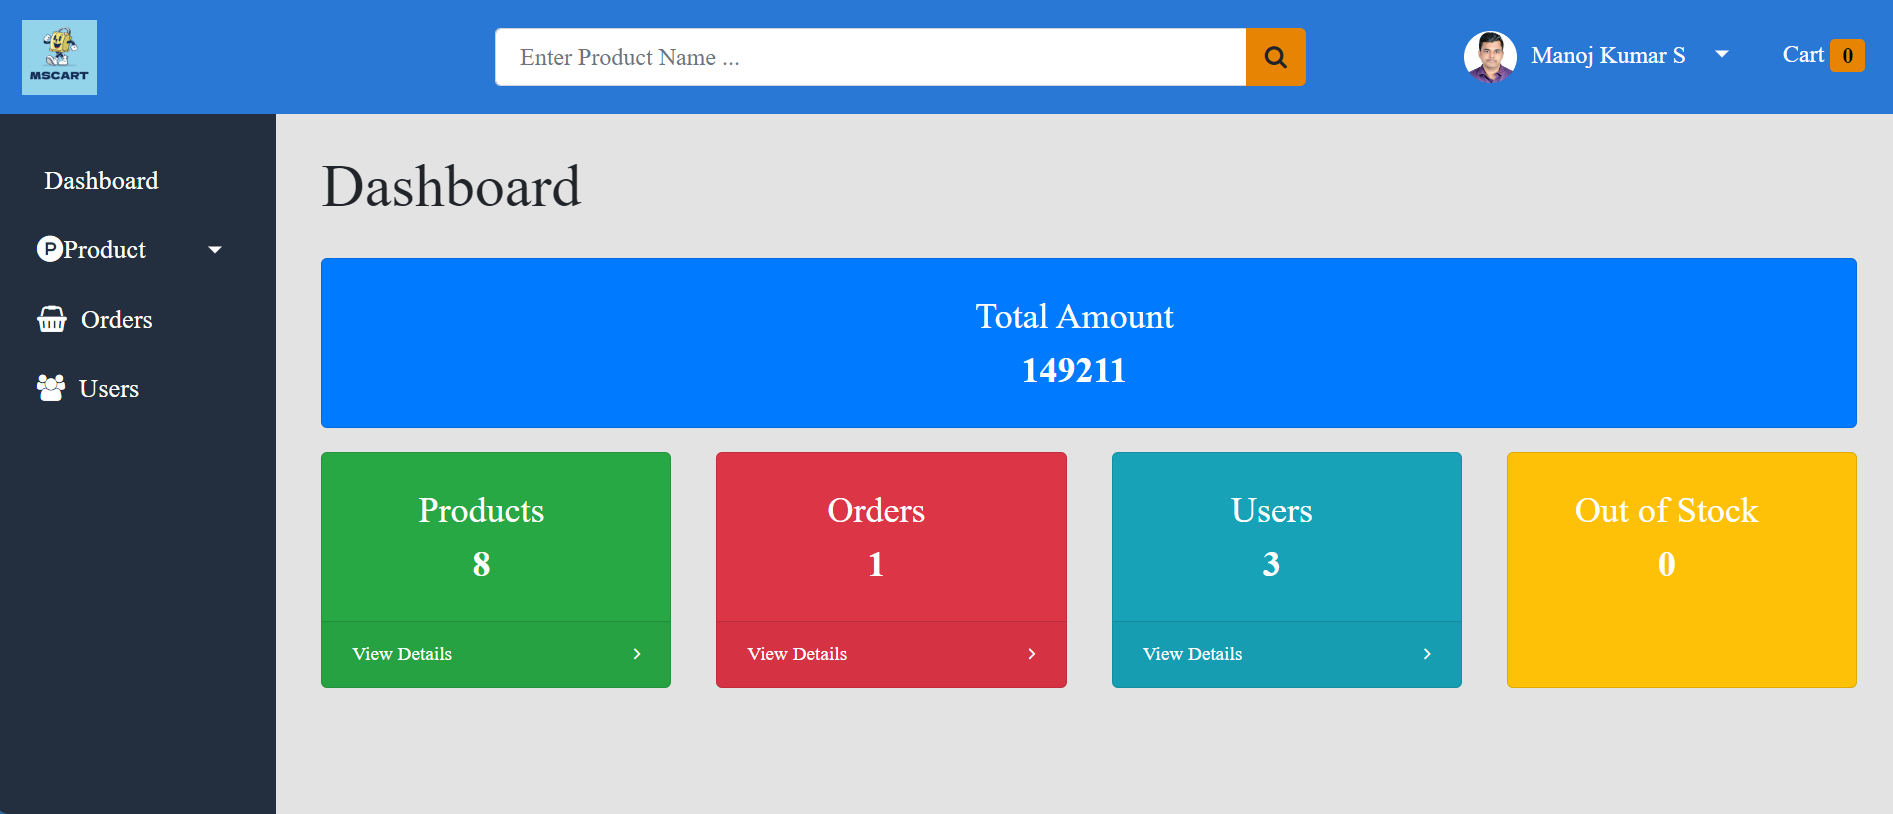 MSCART
Enter Product Name ...
Manoj Kumar S
Cart 0
Dashboard
Product
Orders
Users
Dashboard
Total Amount
149211
Products
8
View Details
Orders
1
View Details
Users
3
View Details
Out of Stock
0